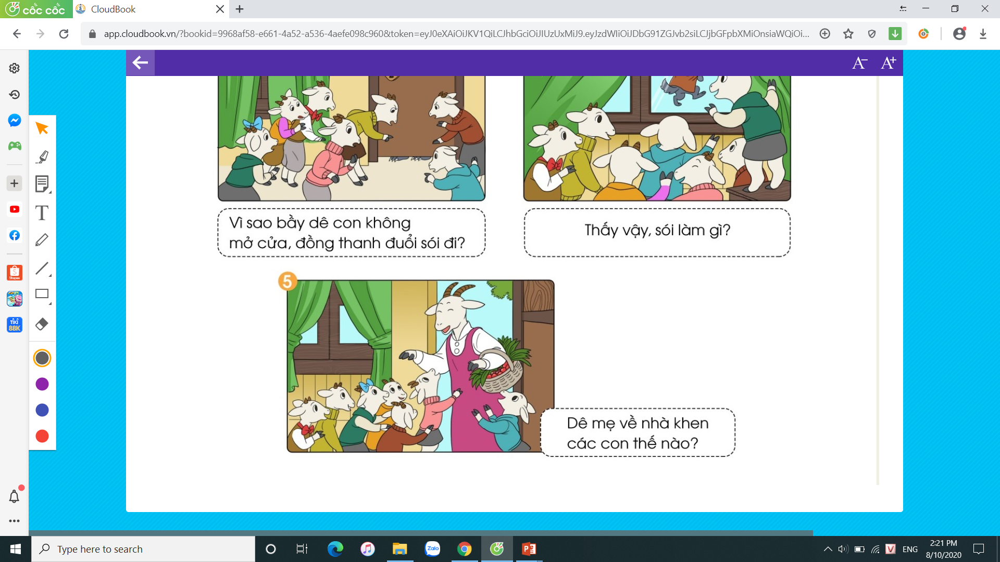 cốc cốc
CloudBook
app.cloudbook.vn/?bookid=9968af58-e661-4a52-a536-4aefe098c960&token=eyJ0eXAiOiJKV1QiLCJhbGciOiJIUzUxMiJ9.eyJzdWIiOiJDbG91ZGJvb2siLCJjbGFpbXMiOnsiaWQiOi...
A- A+
Vì sao bầy dê con không
mở cửa, đồng thanh đuổi sói đi?
Thấy vậy, sói làm gì?
5
Dê mẹ về nhà khen
các con thế nào?
T
TIKI
88K
Type here to search
Zalo
V
ENG
2:21 PM
8/10/2020